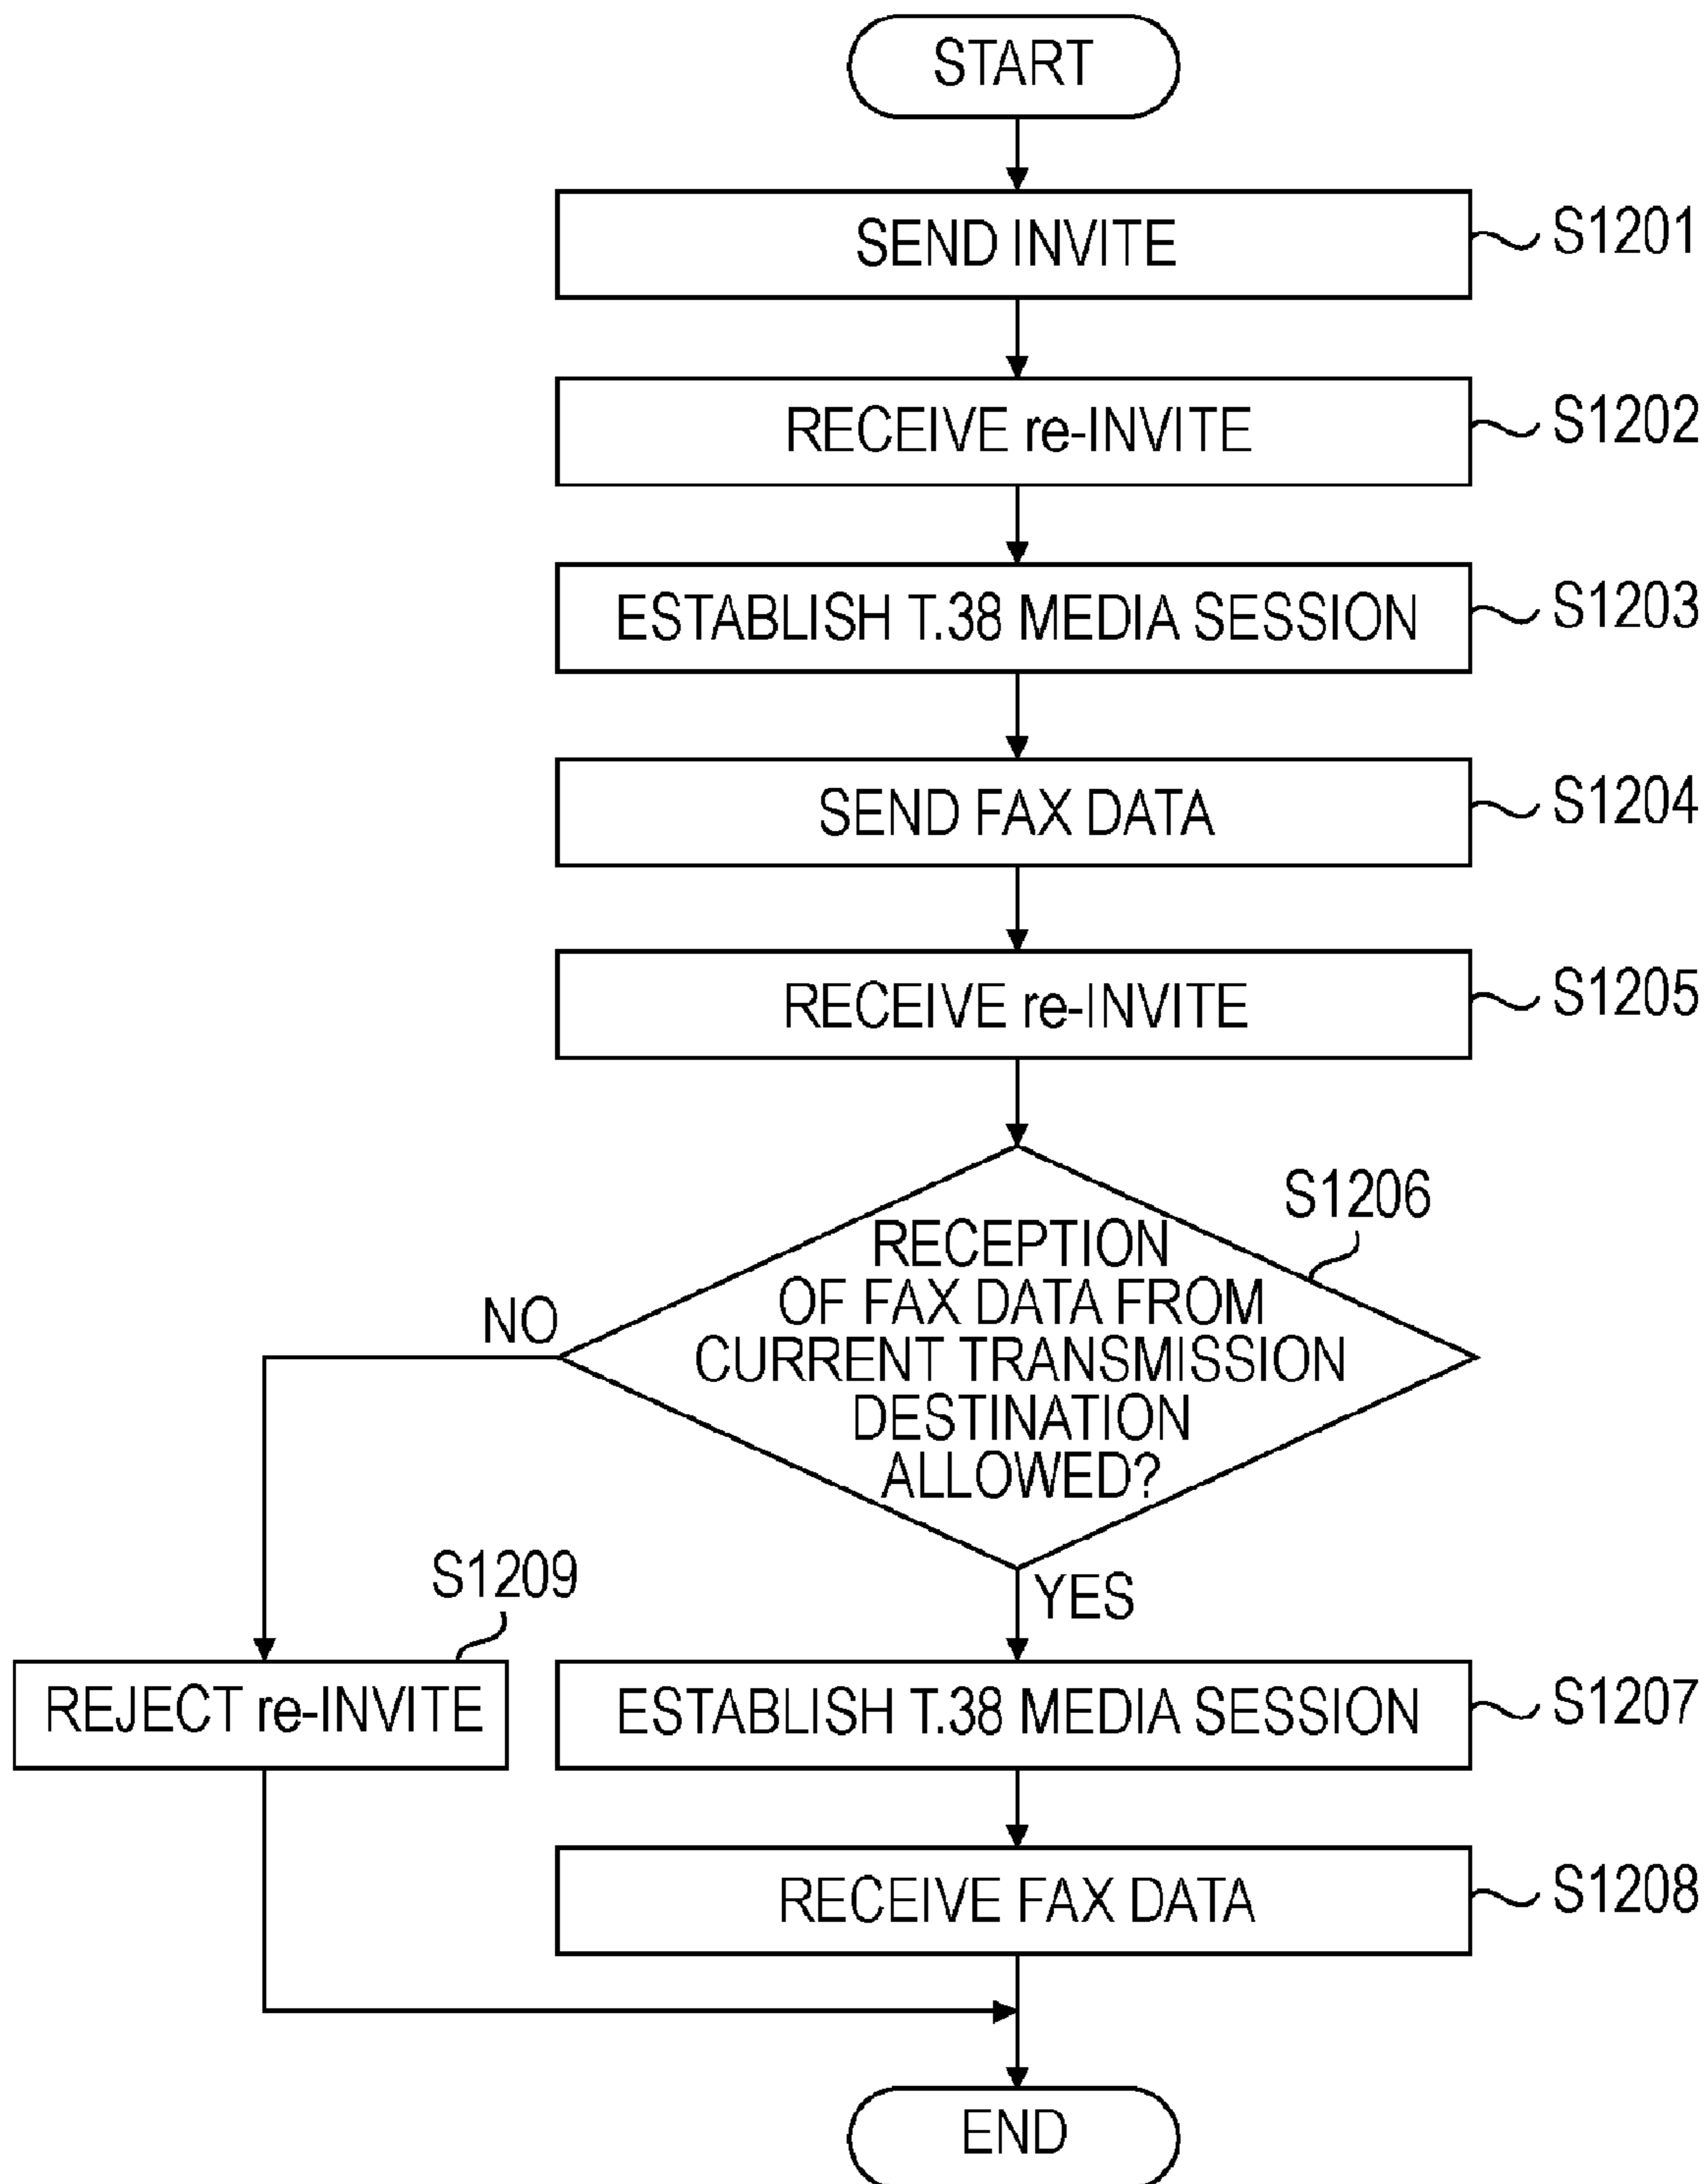 START
SEND INVITE
S1201
RECEIVE re-INVITE
S1202
ESTABLISH T.38 MEDIA SESSION
S1203
SEND FAX DATA
S1204
RECEIVE re-INVITE
S1205
S1206
RECEPTION
OF FAX DATA FROM
CURRENT TRANSMISSION
DESTINATION
ALLOWED?
NO
YES
S1209
REJECT re-INVITE
ESTABLISH T.38 MEDIA SESSION
S1207
RECEIVE FAX DATA
S1208
END